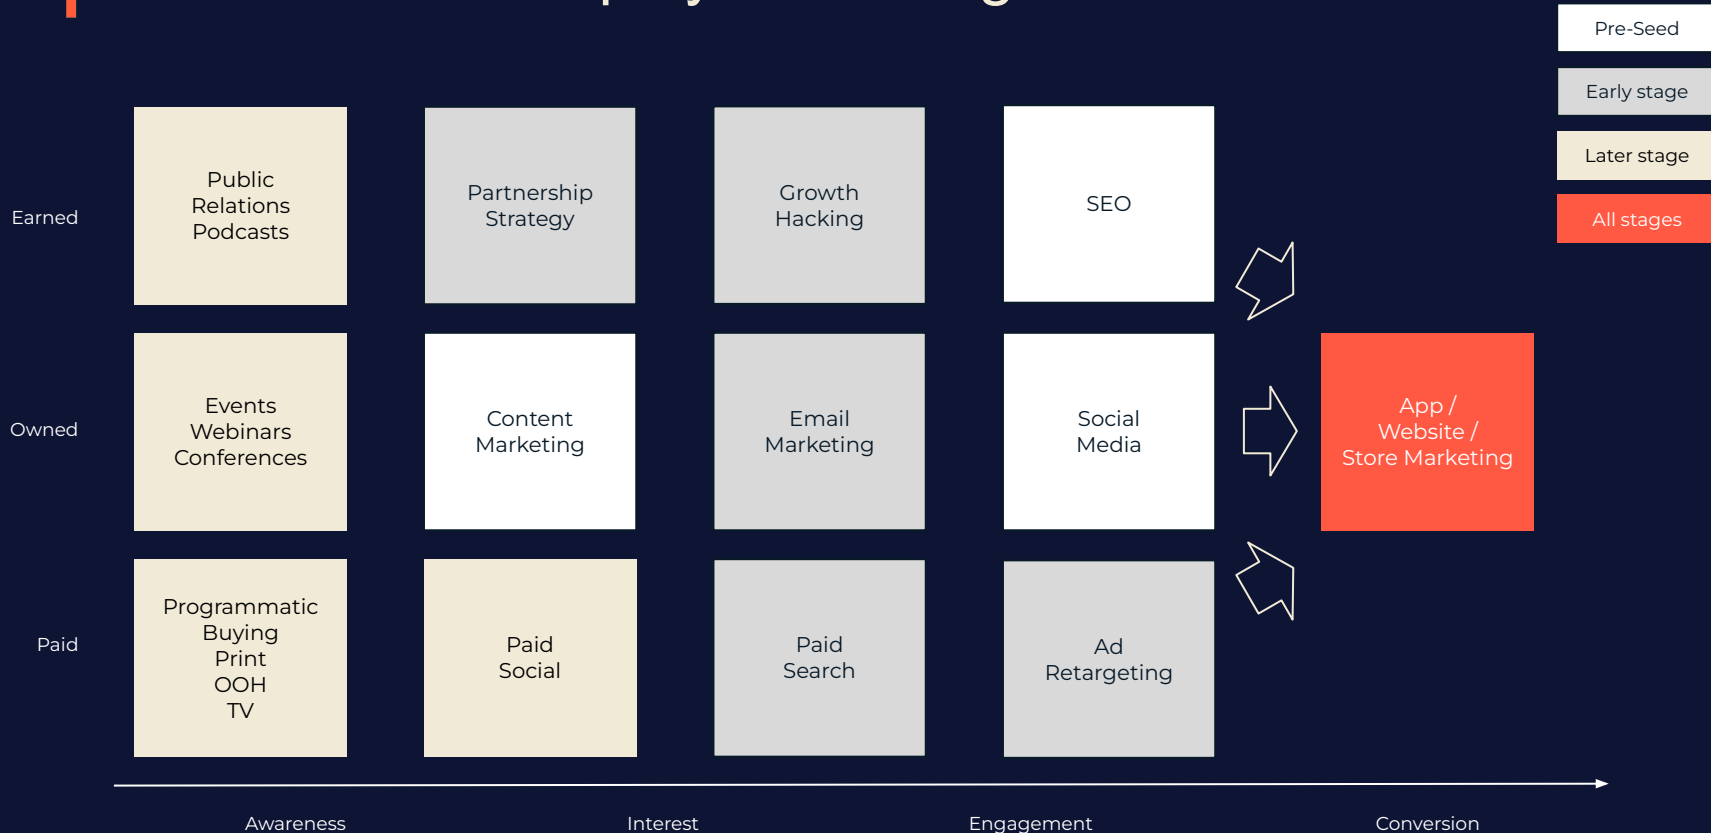 Pre-Seed
Early stage
Later stage
All stages
Earned
Public
Relations
Podcasts
Partnership
Strategy
Growth
Hacking
SEO
Owned
Events
Webinars
Conferences
Content
Marketing
Email
Marketing
Social
Media
App /
Website /
Store Marketing
Paid
Programmatic
Buying
Print
OOH
TV
Paid
Social
Paid
Search
Ad
Retargeting
Awareness
Interest
Engagement
Conversion